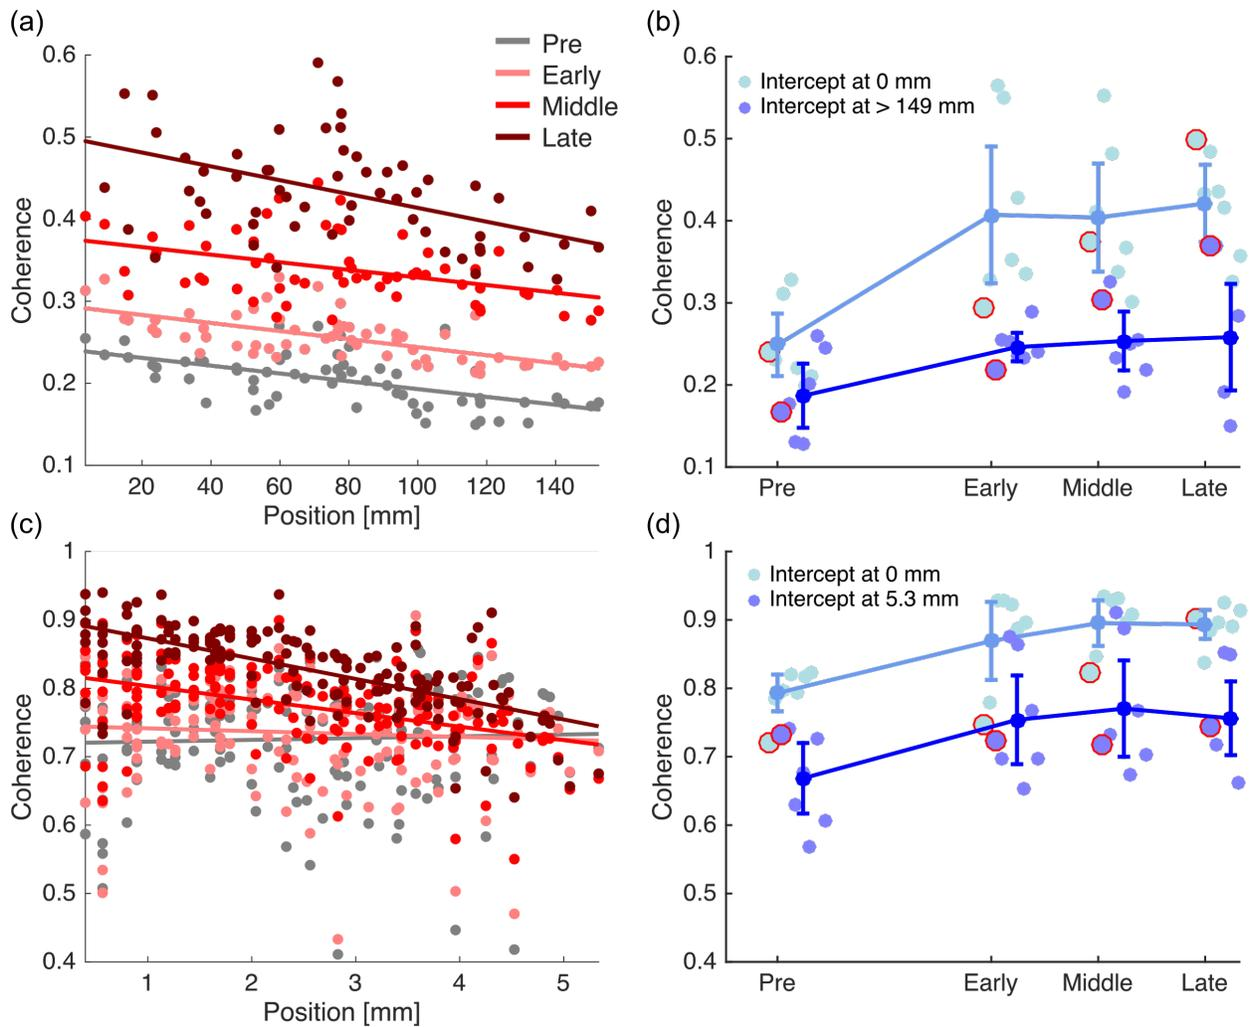 (a)
Pre
Early
Middle
Late
0.6
0.5
0.4
0.3
0.2
0.1
Coherence
20 40 60 80 100 120 140
Position [mm]
(b)
Intercept at 0 mm
Intercept at > 149 mm
0.6
0.5
0.4
0.3
0.2
0.1
Coherence
Pre Early Middle Late
(c)
1
0.9
0.8
0.7
0.6
0.5
0.4
Coherence
1 2 3 4 5
Position [mm]
(d)
Intercept at 0 mm
Intercept at 5.3 mm
1
0.9
0.8
0.7
0.6
0.5
0.4
Coherence
Pre Early Middle Late